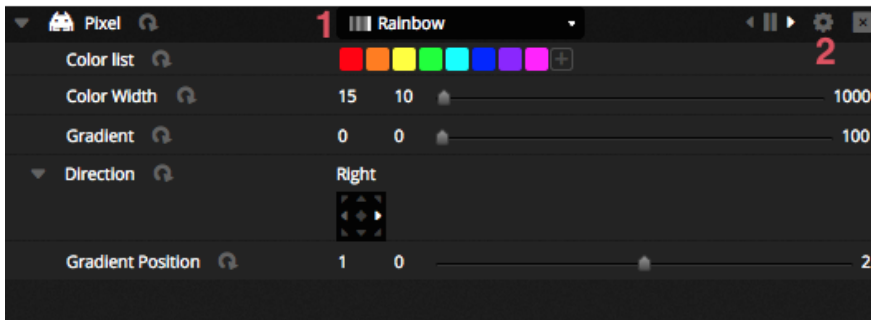 Pixel 1 Rainbow
Color list 2
Color Width 15 10 1000
Gradient 0 0 100
Direction Right
Gradient Position 1 0 2